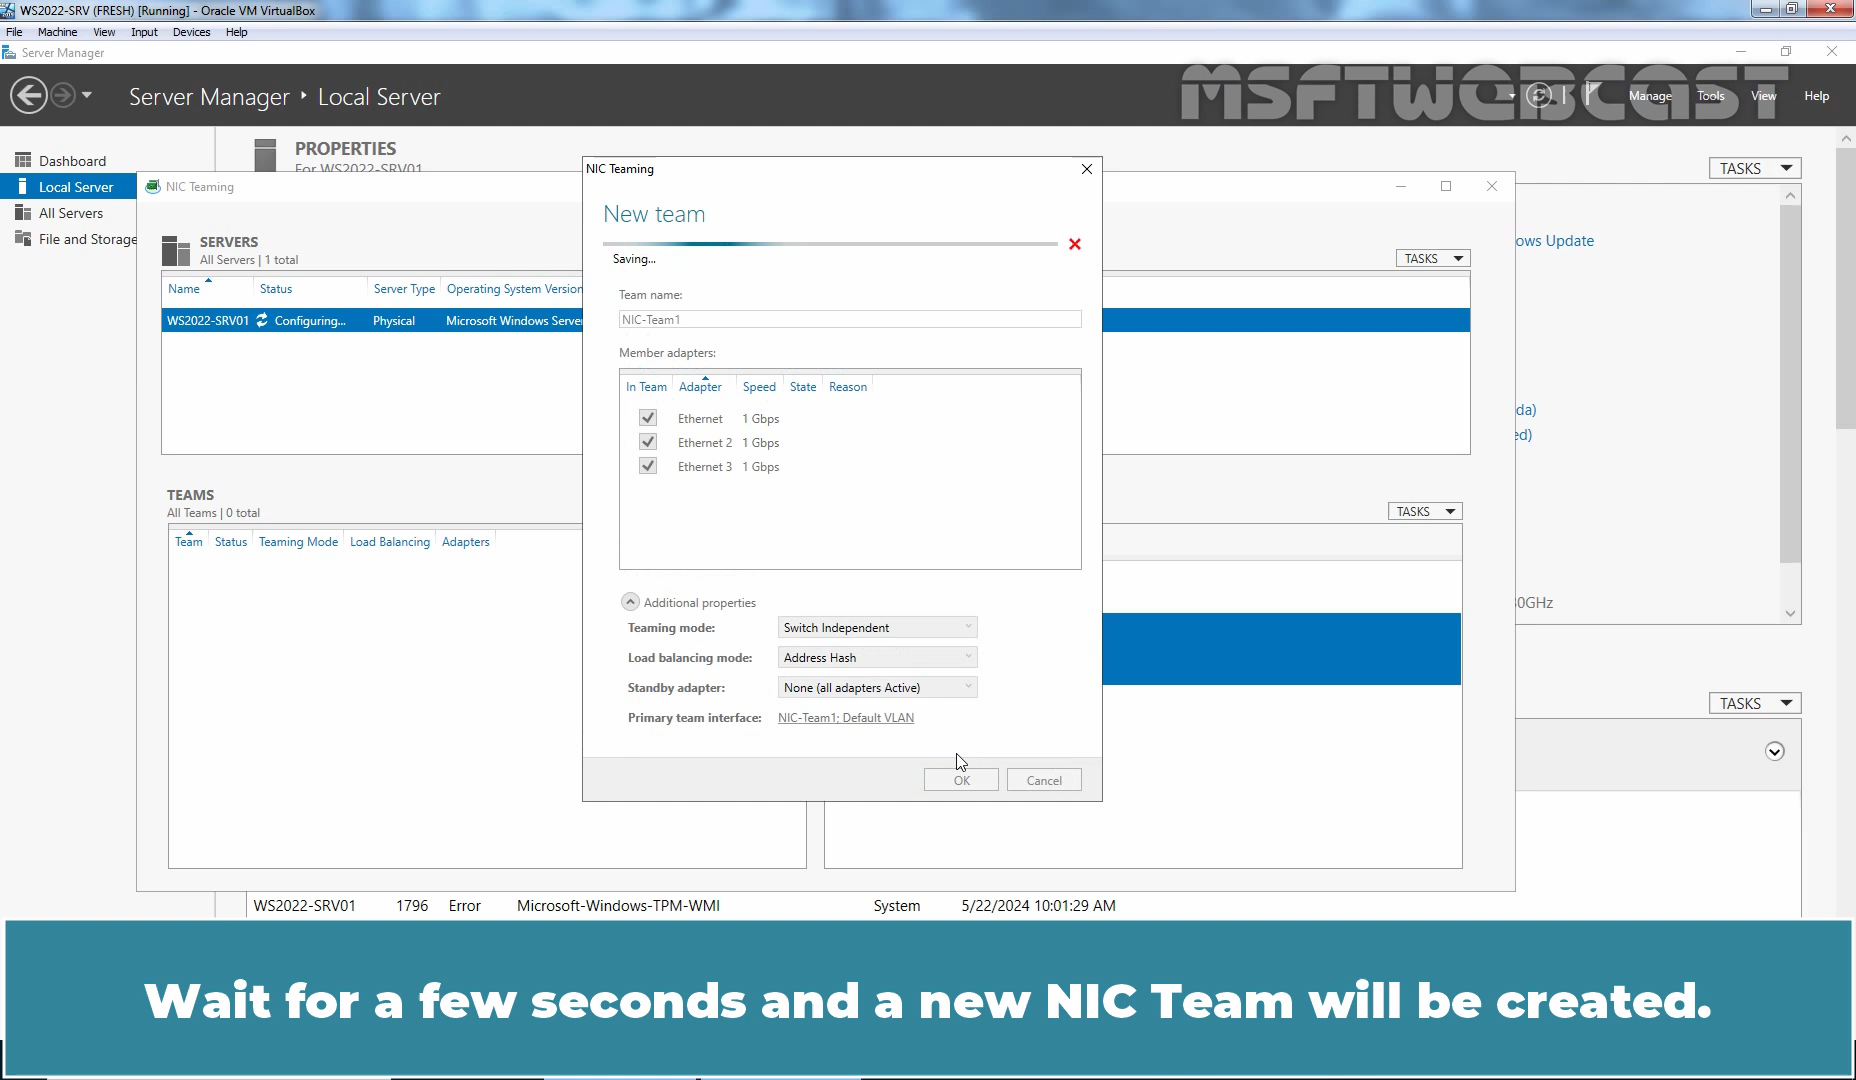 WS2022-SRV (FRESH) [Running] - Oracle VM VirtualBox
File Machine View Input Devices Help
Server Manager
Server Manager ‣ Local Server
MSFTWEBCAST
Manage Tools View Help
Dashboard
Local Server
All Servers
File and Storage
PROPERTIES
For WS2022-SRV01
TASKS
NIC Teaming
SERVERS
All Servers | 1 total
TASKS
Name Status Server Type Operating System Version
WS2022-SRV01 Configuring... Physical Microsoft Windows Server
TEAMS
All Teams | 0 total
Team Status Teaming Mode Load Balancing Adapters
TASKS
NIC Teaming
New team
Saving...
Team name:
NIC-Team1
Member adapters:
In Team Adapter Speed State Reason
Ethernet 1 Gbps
Ethernet 2 1 Gbps
Ethernet 3 1 Gbps
Additional properties
Teaming mode: Switch Independent
Load balancing mode: Address Hash
Standby adapter: None (all adapters Active)
Primary team interface: NIC-Team1; Default VLAN
OK Cancel
ows Update
da)
ed)
30GHz
TASKS
WS2022-SRV01 1796 Error Microsoft-Windows-TPM-WMI System 5/22/2024 10:01:29 AM
Wait for a few seconds and a new NIC Team will be created.